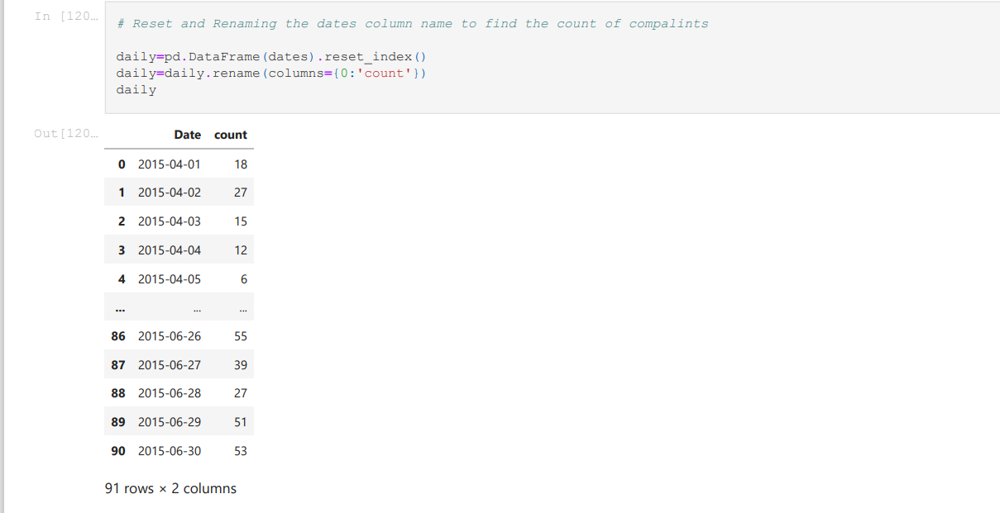 In [120…
# Reset and Renaming the dates column name to find the count of compalints
daily=pd.DataFrame(dates).reset_index()
daily=daily.rename(columns={0:'count'})
daily
Out[120…
Date count
0 2015-04-01 18
1 2015-04-02 27
2 2015-04-03 15
3 2015-04-04 12
4 2015-04-05 6
... ... ...
86 2015-06-26 55
87 2015-06-27 39
88 2015-06-28 27
89 2015-06-29 51
90 2015-06-30 53
91 rows × 2 columns